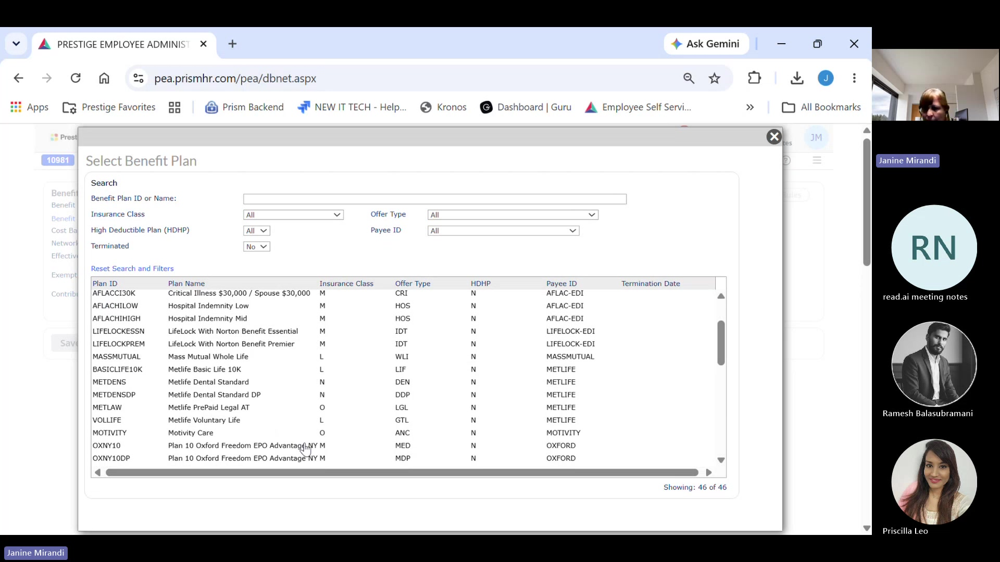 PRESTIGE EMPLOYEE ADMINIST
Ask Gemini
pea.prismhr.com/pea/dbnet.aspx
J
Apps
Prestige Favorites
Prism Backend
NEW IT TECH - Help...
Kronos
Dashboard | Guru
Employee Self Servi...
All Bookmarks
Prest
JM
10981
Select Benefit Plan
Search
Benefit Plan ID or Name:
Insurance Class All Offer Type All
High Deductible Plan (HDHP) All Payee ID All
Terminated No
Reset Search and Filters
Plan ID Plan Name Insurance Class Offer Type HDHP Payee ID Termination Date
AFLACCI30K Critical Illness $30,000 / Spouse $30,000 M CRI N AFLAC-EDI
AFLACHILOW Hospital Indemnity Low M HOS N AFLAC-EDI
AFLACHIHIGH Hospital Indemnity Mid M HOS N AFLAC-EDI
LIFELOCKESSN LifeLock With Norton Benefit Essential M IDT N LIFELOCK-EDI
LIFELOCKPREM LifeLock With Norton Benefit Premier M IDT N LIFELOCK-EDI
MASSMUTUAL Mass Mutual Whole Life L WLI N MASSMUTUAL
BASICLIFE10K Metlife Basic Life 10K L LIF N METLIFE
METDENS Metlife Dental Standard N DEN N METLIFE
METDENSDP Metlife Dental Standard DP N DDP N METLIFE
METLAW Metlife PrePaid Legal AT O LGL N METLIFE
VOLLIFE Metlife Voluntary Life L GTL N METLIFE
MOTIVITY Motivity Care O ANC N MOTIVITY
OXNY10 Plan 10 Oxford Freedom EPO Advantage NY M MED N OXFORD
OXNY10DP Plan 10 Oxford Freedom EPO Advantage NY M MDP N OXFORD
Showing: 46 of 46
Benefit
Benefit
Benefit
Cost Ba
Network
Effective
Exempt
Contrib
Save
Janine Mirandi
RN
read.ai meeting notes
Ramesh Balasubramani
Priscilla Leo
Janine Mirandi